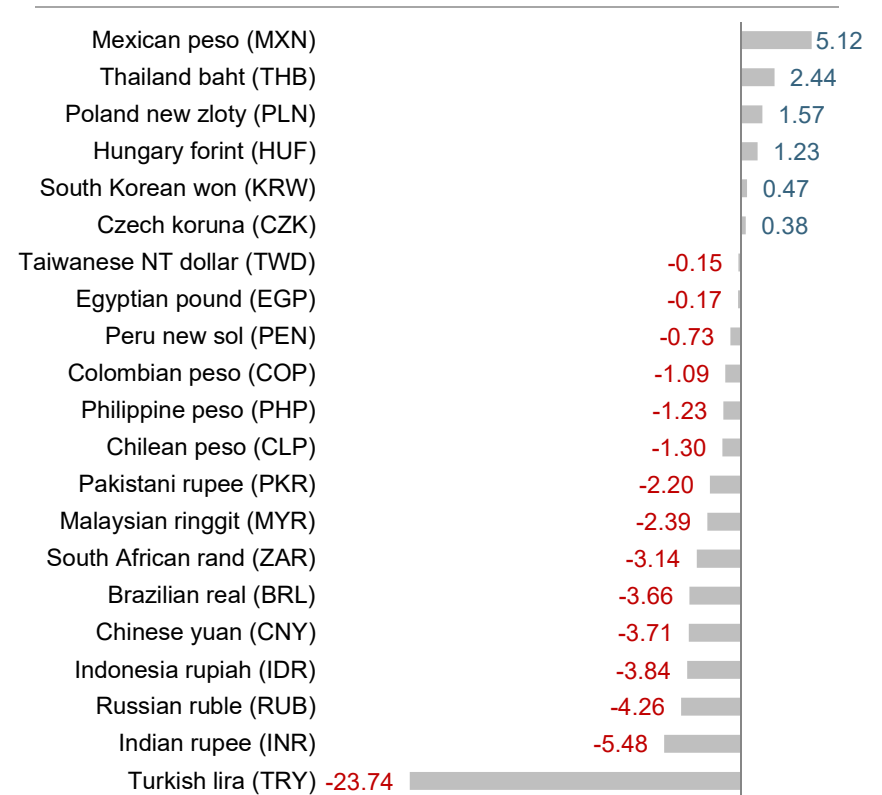 Mexican peso (MXN) 5.12
Thailand baht (THB) 2.44
Poland new zloty (PLN) 1.57
Hungary forint (HUF) 1.23
South Korean won (KRW) 0.47
Czech koruna (CZK) 0.38
Taiwanese NT dollar (TWD) -0.15
Egyptian pound (EGP) -0.17
Peru new sol (PEN) -0.73
Colombian peso (COP) -1.09
Philippine peso (PHP) -1.23
Chilean peso (CLP) -1.30
Pakistani rupee (PKR) -2.20
Malaysian ringgit (MYR) -2.39
South African rand (ZAR) -3.14
Brazilian real (BRL) -3.66
Chinese yuan (CNY) -3.71
Indonesia rupiah (IDR) -3.84
Russian ruble (RUB) -4.26
Indian rupee (INR) -5.48
Turkish lira (TRY) -23.74